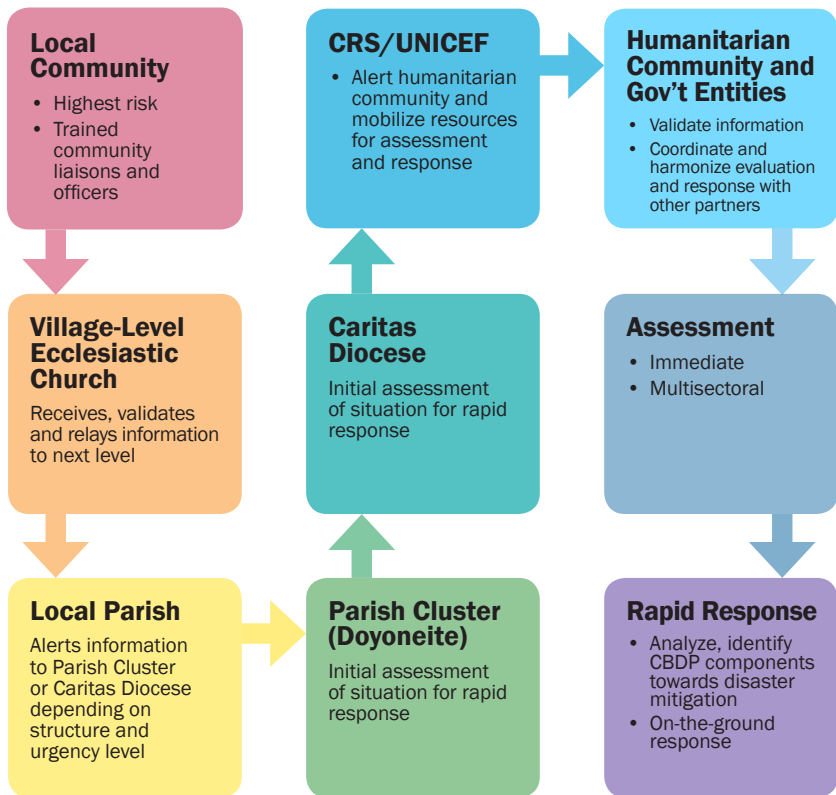 Local
Community
• Highest risk
• Trained
community
liaisons and
officers
Village-Level
Ecclesiastic
Church
Receives, validates
and relays information
to next level
Local Parish
Alerts information
to Parish Cluster
or Caritas Diocese
depending on
structure and
urgency level
Parish Cluster
(Doyoneite)
Initial assessment
of situation for rapid
response
Caritas
Diocese
Initial assessment
of situation for rapid
response
CRS/UNICEF
• Alert humanitarian
community and
mobilize resources
for assessment
and response
Humanitarian
Community and
Gov't Entities
• Validate information
• Coordinate and
harmonize evaluation
and response with
other partners
Assessment
• Immediate
• Multisectoral
Rapid Response
• Analyze, identify
CBDP components
towards disaster
mitigation
• On-the-ground
response